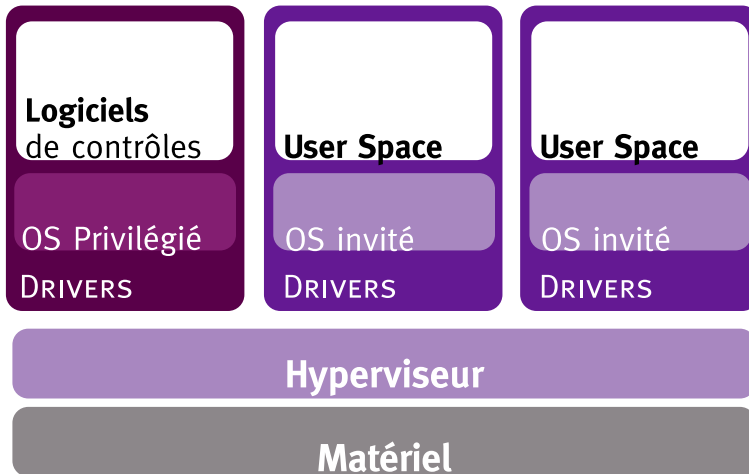 Logiciels
de contrôles
OS Privilégié
DRIVERS
User Space
OS invité
DRIVERS
User Space
OS invité
DRIVERS
Hyperviseur
Matériel